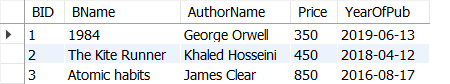 BID BName AuthorName Price YearOfPub
1 1984 George Orwell 350 2019-06-13
2 The Kite Runner Khaled Hosseini 450 2018-04-12
3 Atomic habits James Clear 850 2016-08-17